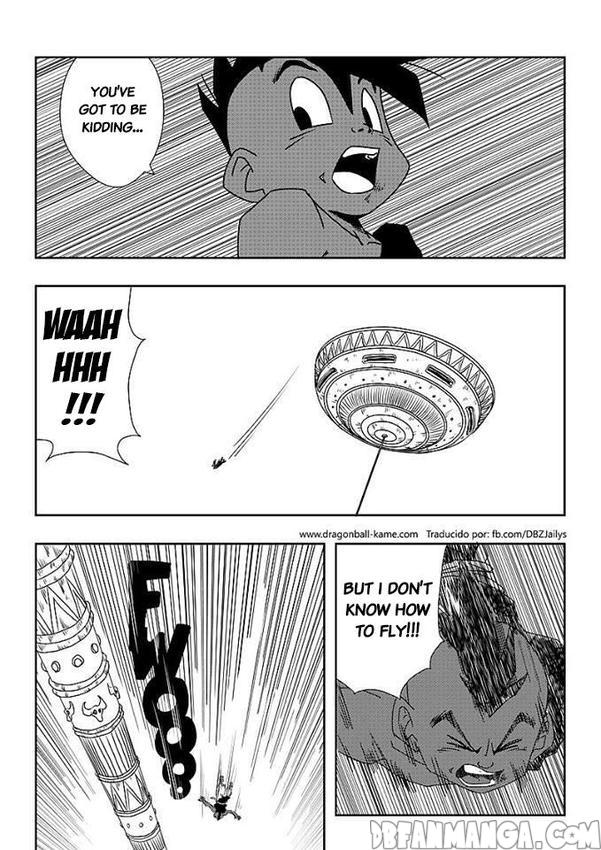 YOU'VE
GOT TO BE
KIDDING...
WAAH
HHH
!!!
www.dragonball-kame.com Traducido por: fb.com/DBZJailys
FWOOO.
BUT I DON'T
KNOW HOW
TO FLY!!!
DBFANMANGA.COM